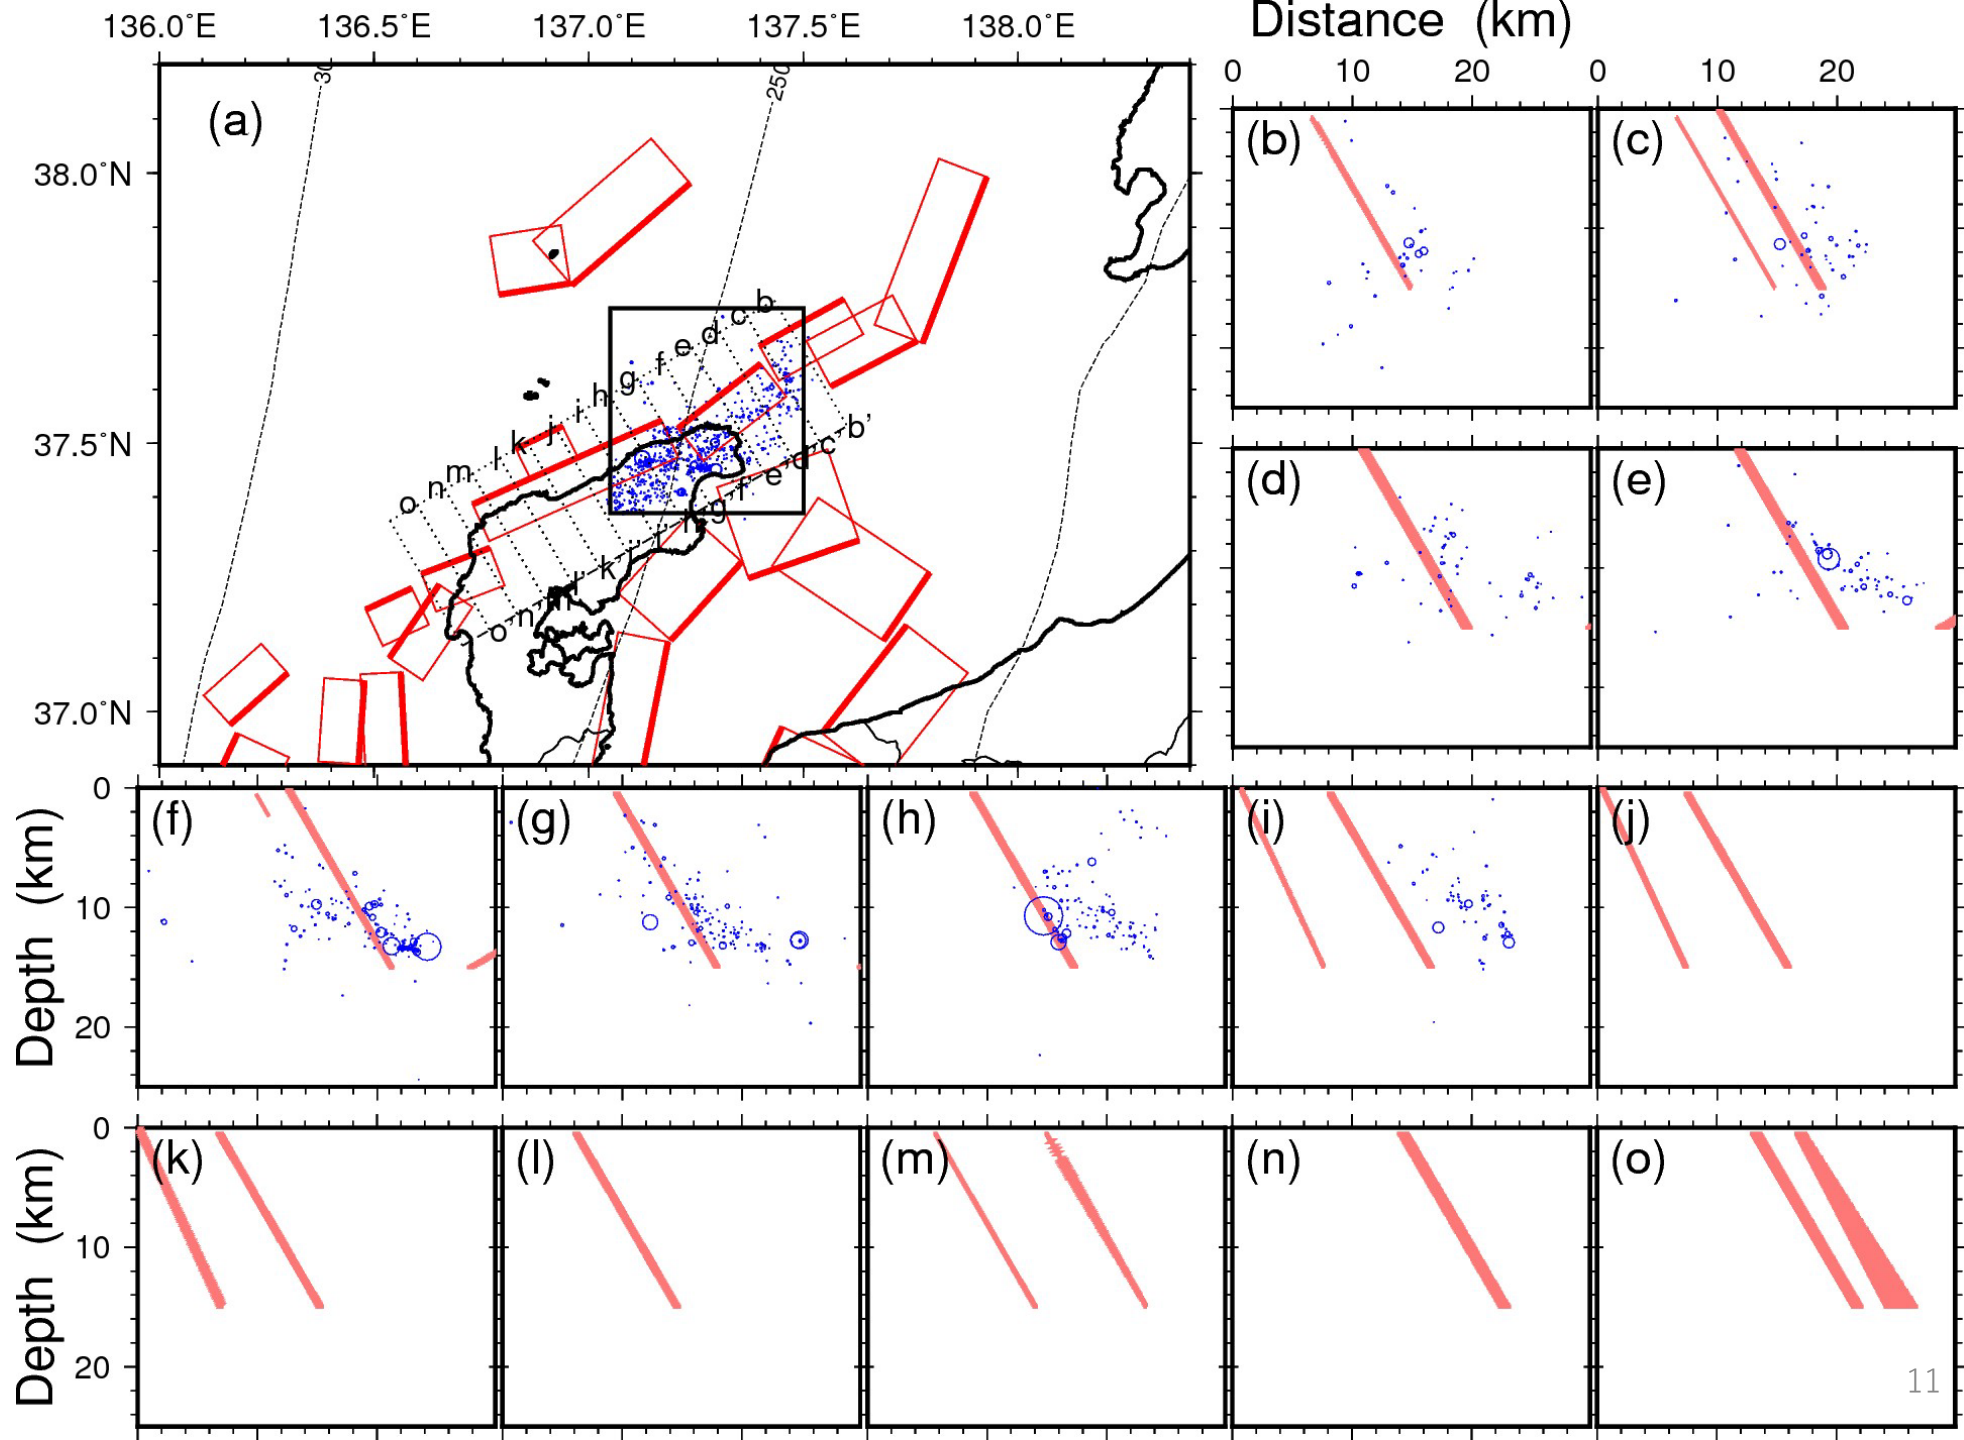 136.0°E 136.5°E 137.0°E 137.5°E 138.0°E
Distance (km)
0 10 20 0 10 20
30
250
(a)
(b)
(c)
38.0°N
37.5°N
37.0°N
b
c
d
e
f
g
h
i
j
k
l
m
n
o
b'
c'
d'
e'
f'
g'
h'
i'
j'
k'
l'
m'
n'
o'
(d)
(e)
0
10
20
Depth (km)
(f)
(g)
(h)
(i)
(j)
0
10
20
Depth (km)
(k)
(l)
(m)
(n)
(o)
11